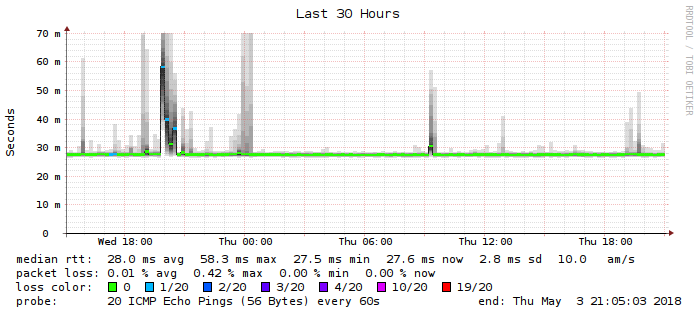 Last 30 Hours
RRDTOOL / TOBI OETIKER
Seconds
70 m
60 m
50 m
40 m
30 m
20 m
10 m
0
Wed 18:00 Thu 00:00 Thu 06:00 Thu 12:00 Thu 18:00
median rtt: 28.0 ms avg 58.3 ms max 27.5 ms min 27.6 ms now 2.8 ms sd 10.0 am/s
packet loss: 0.01 % avg 0.42 % max 0.00 % min 0.00 % now
loss color: 0 1/20 2/20 3/20 4/20 10/20 19/20
probe: 20 ICMP Echo Pings (56 Bytes) every 60s end: Thu May 3 21:05:03 2018